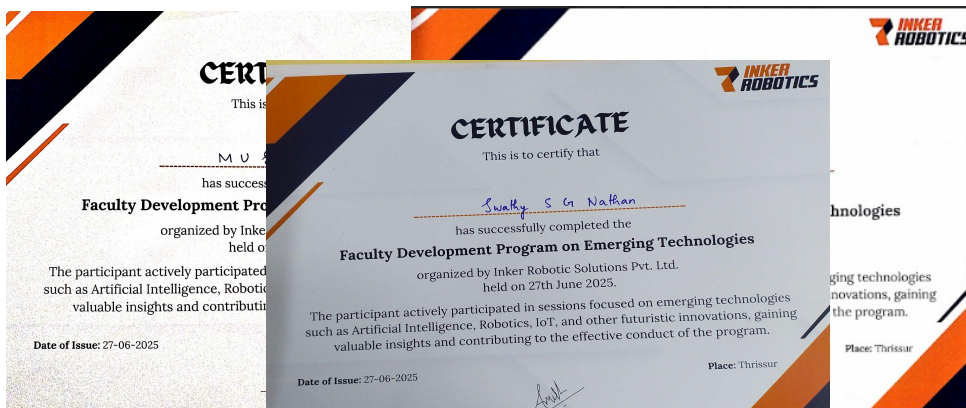 CERT
This is
M U
has success
Faculty Development Pro
organized by Inke
held o
The participant actively participated
such as Artificial Intelligence, Robotic
valuable insights and contributin
Date of Issue: 27-06-2025
INKER
ROBOTICS
CERTIFICATE
This is to certify that
Swathy S G Nathan
has successfully completed the
Faculty Development Program on Emerging Technologies
organized by Inker Robotic Solutions Pvt. Ltd.
held on 27th June 2025.
The participant actively participated in sessions focused on emerging technologies
such as Artificial Intelligence, Robotics, IoT, and other futuristic innovations, gaining
valuable insights and contributing to the effective conduct of the program.
Date of Issue: 27-06-2025
Place: Thrissur
INKER
ROBOTICS
hnologies
ging technologies
novations, gaining
the program.
Place: Thrissur